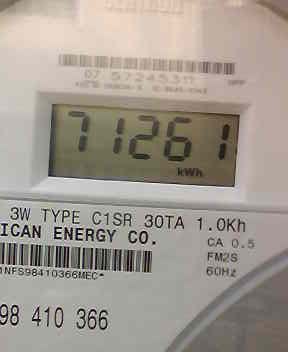 07 57245311
71261
kWh
3W TYPE C1SR 30TA 1.0Kh
ICAN ENERGY CO.
CA 0.5
FM2S
60Hz
1NFS98410366MEC*
98 410 366